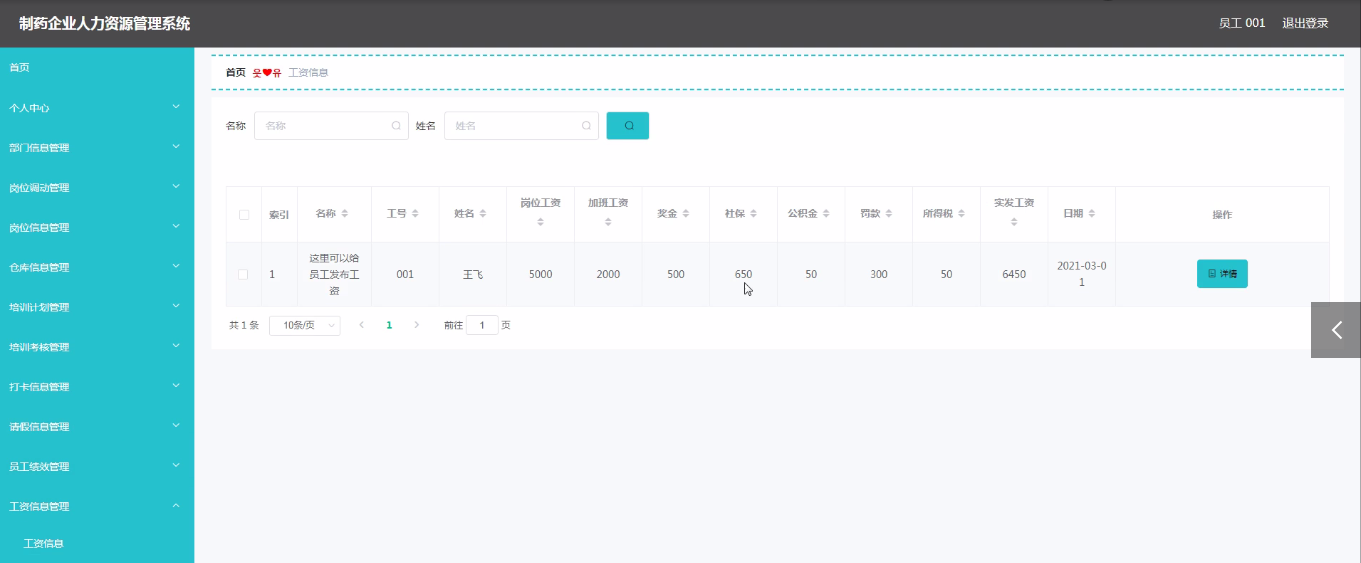 制药企业人力资源管理系统
员工 001 退出登录
首页
个人中心
部门信息管理
岗位调动管理
岗位信息管理
仓库信息管理
培训计划管理
培训考核管理
打卡信息管理
请假信息管理
员工绩效管理
工资信息管理
工资信息
首页 웃❤유 工资信息
名称 名称 姓名 姓名
索引 名称 工号 姓名 岗位工资 加班工资 奖金 社保 公积金 罚款 所得税 实发工资 日期 操作
1 这里可以给员工发布工资 001 王飞 5000 2000 500 650 50 300 50 6450 2021-03-01 详情
共 1 条 10条/页 1 前往 1 页